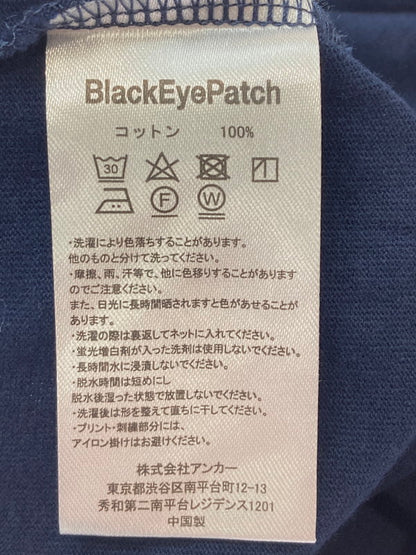 BlackEyePatch
コットン 100%
30
F W
・洗濯により色落ちすることがあります。
他のものと分けて洗ってください。
・摩擦、雨、汗等で、他に色移りすることがあります
のでご注意ください。
また、日光に長時間晒されますと色があせることが
あります。
・洗濯の際は裏返してネットに入れてください。
・蛍光増白剤が入った洗剤は使用しないでください。
・長時間水に浸漬しないでください。
・脱水時間は短めにし
脱水後湿った状態で放置しないでください。
・洗濯後は形を整えて直ちに干してください。
・プリント・刺繍部分には、
アイロン掛けはお避けください。
株式会社アンカー
東京都渋谷区南平台町12-13
秀和第二南平台レジデンス1201
中国製